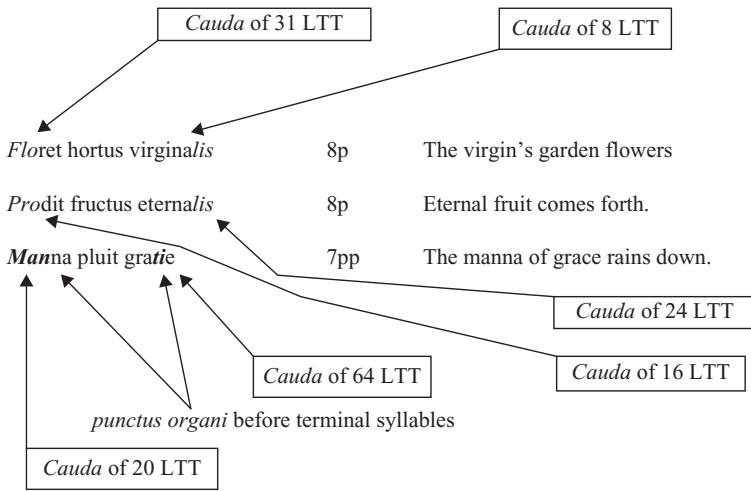 Cauda of 31 LTT
Cauda of 8 LTT
Floret hortus virginalis 8p The virgin’s garden flowers
Prodit fructus eternalis 8p Eternal fruit comes forth.
Manna pluit gratie 7pp The manna of grace rains down.
Cauda of 24 LTT
Cauda of 64 LTT
Cauda of 16 LTT
punctus organi before terminal syllables
Cauda of 20 LTT